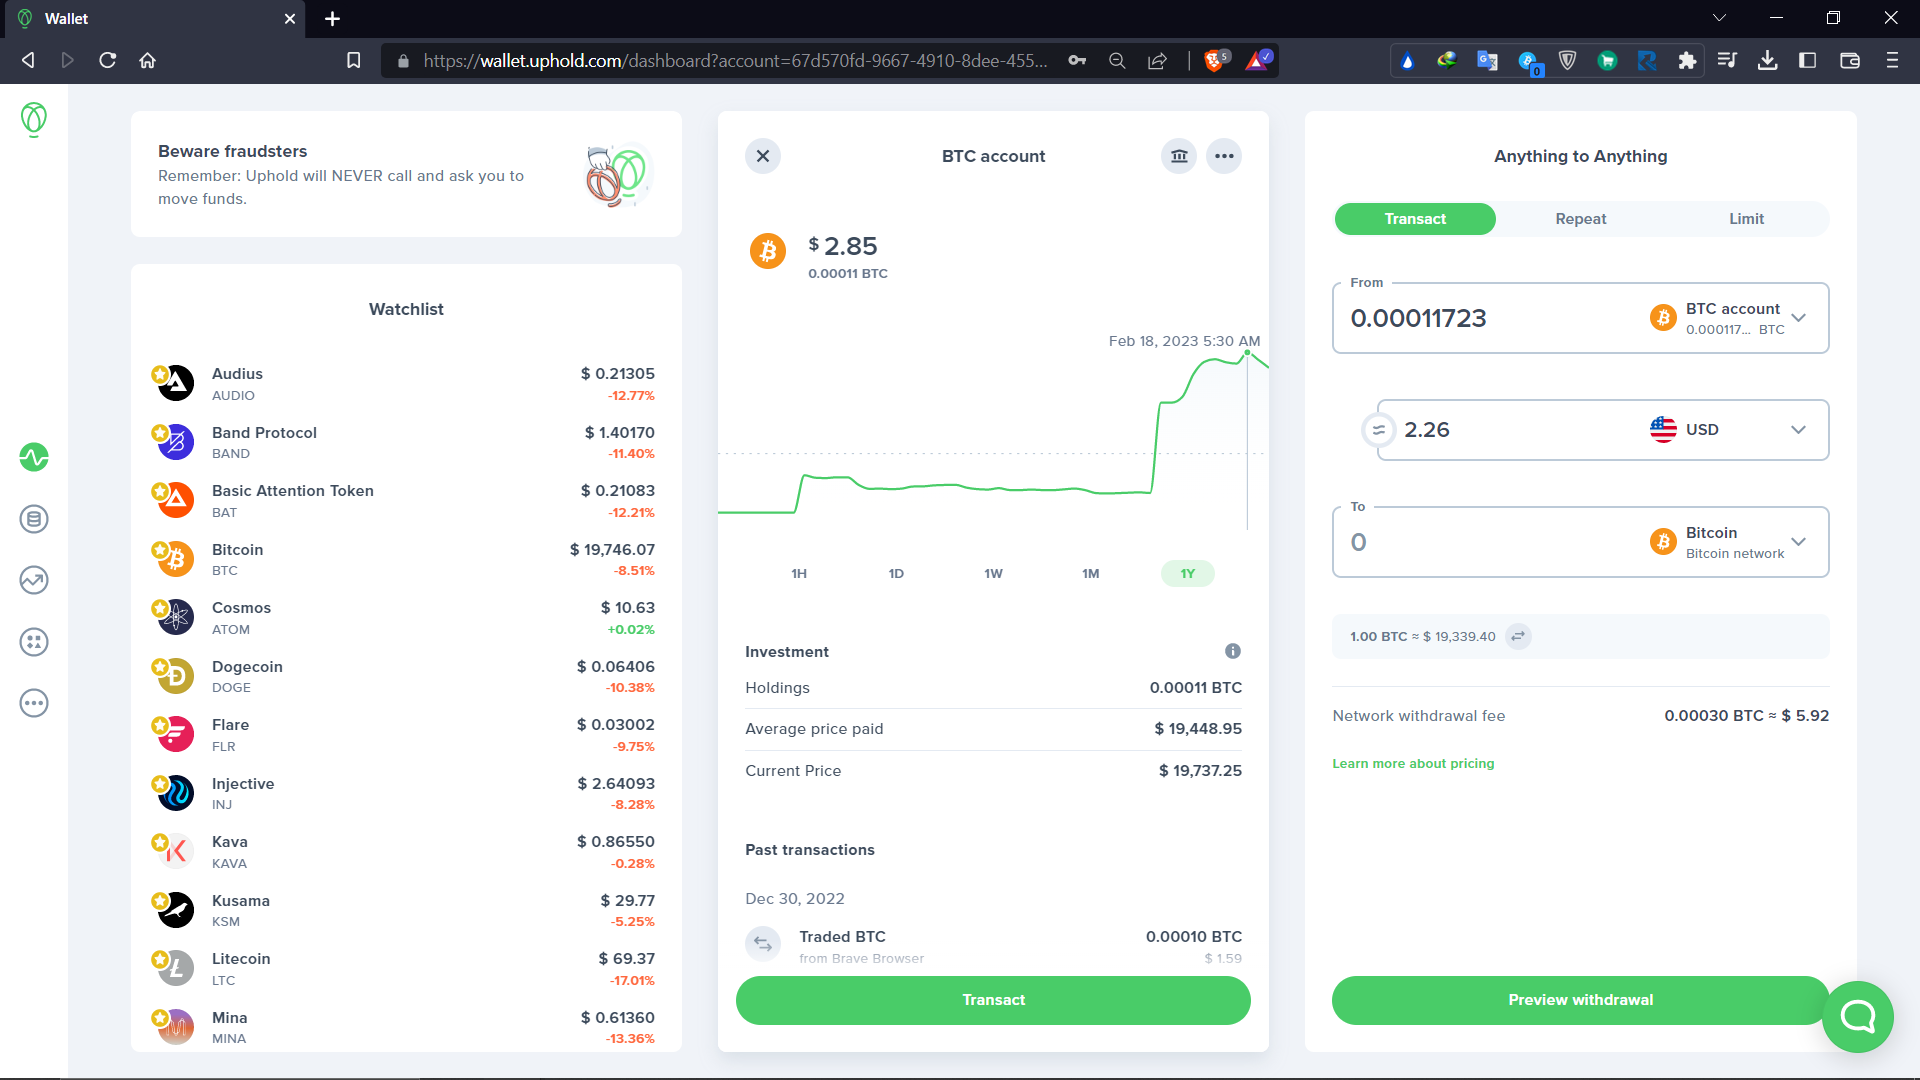 Wallet
https://wallet.uphold.com/dashboard?account=67d570fd-9667-4910-8dee-455...
5
0
Beware fraudsters
Remember: Uphold will NEVER call and ask you to
move funds.
Watchlist
Audius $ 0.21305
AUDIO -12.77%
Band Protocol $ 1.40170
BAND -11.40%
Basic Attention Token $ 0.21083
BAT -12.21%
Bitcoin $ 19,746.07
BTC -8.51%
Cosmos $ 10.63
ATOM +0.02%
Dogecoin $ 0.06406
DOGE -10.38%
Flare $ 0.03002
FLR -9.75%
Injective $ 2.64093
INJ -8.28%
Kava $ 0.86550
KAVA -0.28%
Kusama $ 29.77
KSM -5.25%
Litecoin $ 69.37
LTC -17.01%
Mina $ 0.61360
MINA -13.36%
BTC account
$ 2.85
0.00011 BTC
Feb 18, 2023 5:30 AM
1H 1D 1W 1M 1Y
Investment
Holdings 0.00011 BTC
Average price paid $ 19,448.95
Current Price $ 19,737.25
Past transactions
Dec 30, 2022
Traded BTC 0.00010 BTC
from Brave Browser $ 1.59
Transact
Anything to Anything
Transact Repeat Limit
From
0.00011723 BTC account
0.000117... BTC
2.26 USD
To
0 Bitcoin
Bitcoin network
1.00 BTC ≈ $ 19,339.40
Network withdrawal fee 0.00030 BTC ≈ $ 5.92
Learn more about pricing
Preview withdrawal